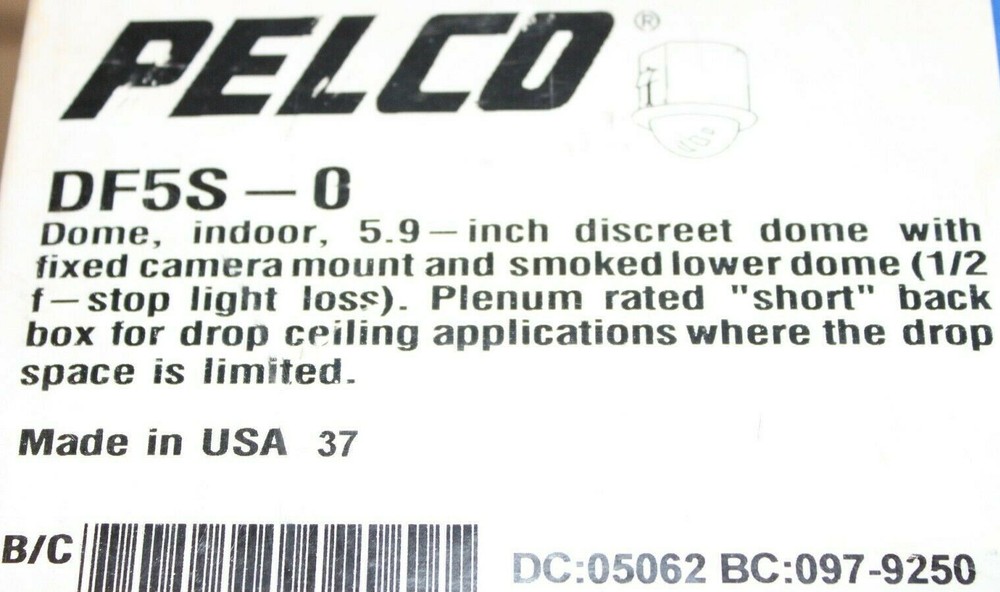 PELCO®
DF5S — 0
Dome, indoor, 5.9—inch discreet dome with
fixed camera mount and smoked lower dome (1/2
f—stop light loss). Plenum rated "short" back
box for drop ceiling applications where the drop
space is limited.
Made in USA 37
B/C
DC:05062 BC:097-9250